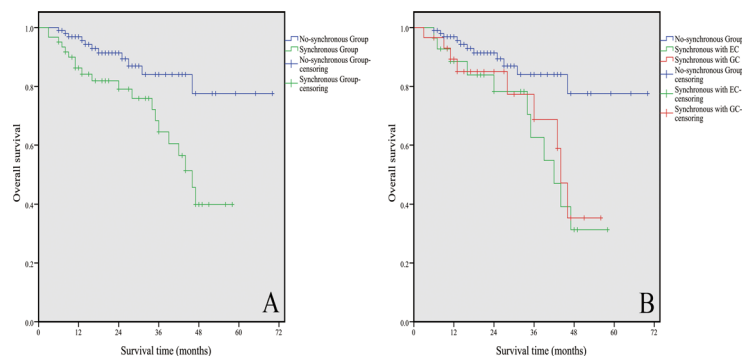 1.0
0.8
0.6
0.4
0.2
0.0
Overall survival
0
12
24
36
48
60
72
Survival time (months)
A
No-synchronous Group
Synchronous Group
No-synchronous Group-
censoring
Synchronous Group-
censoring
1.0
0.8
0.6
0.4
0.2
0.0
Overall survival
0
12
24
36
48
60
72
Survival time (months)
B
No-synchronous Group
Synchronous with EC
Synchronous with GC
No-synchronous Group-
censoring
Synchronous with EC-
censoring
Synchronous with GC-
censoring